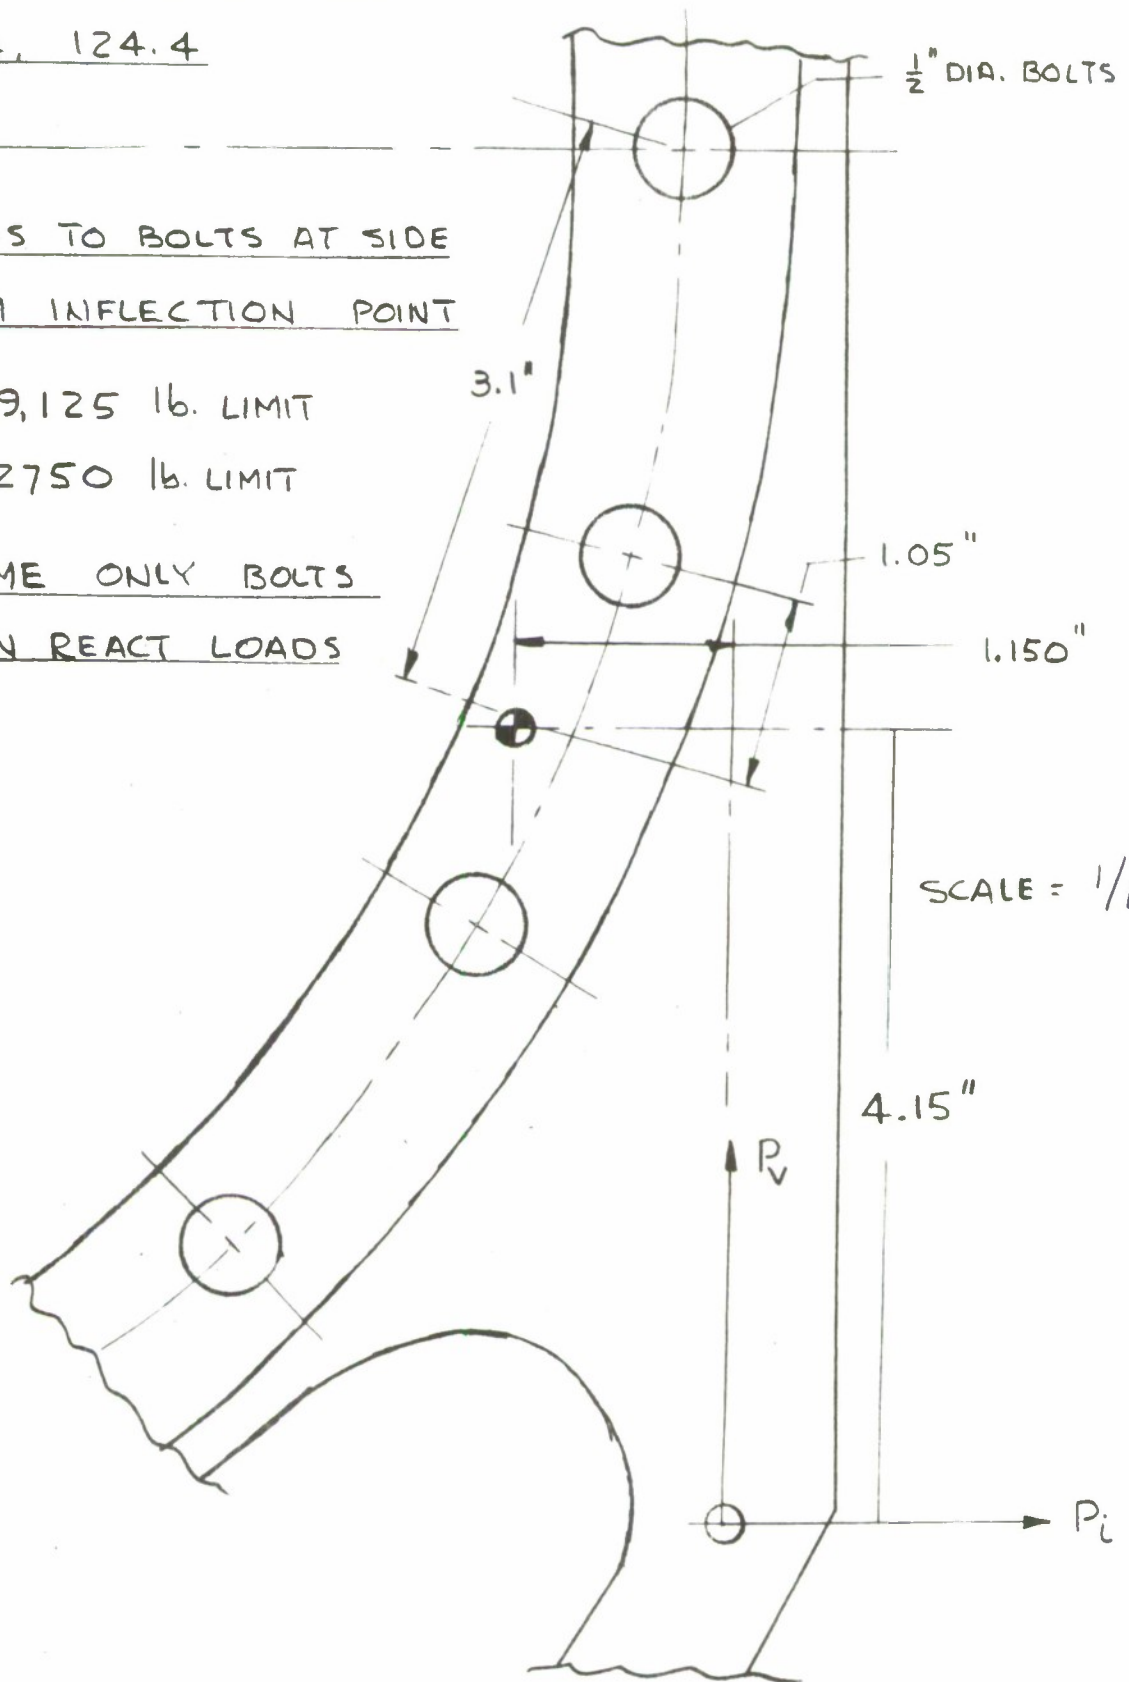 124.4
½" DIA. BOLTS
TO BOLTS AT SIDE
INFLECTION POINT
3.1"
9,125 lb. LIMIT
2750 lb. LIMIT
1.05"
ONLY BOLTS
1.150"
REACT LOADS
SCALE =
4.15"
Pv
Pi